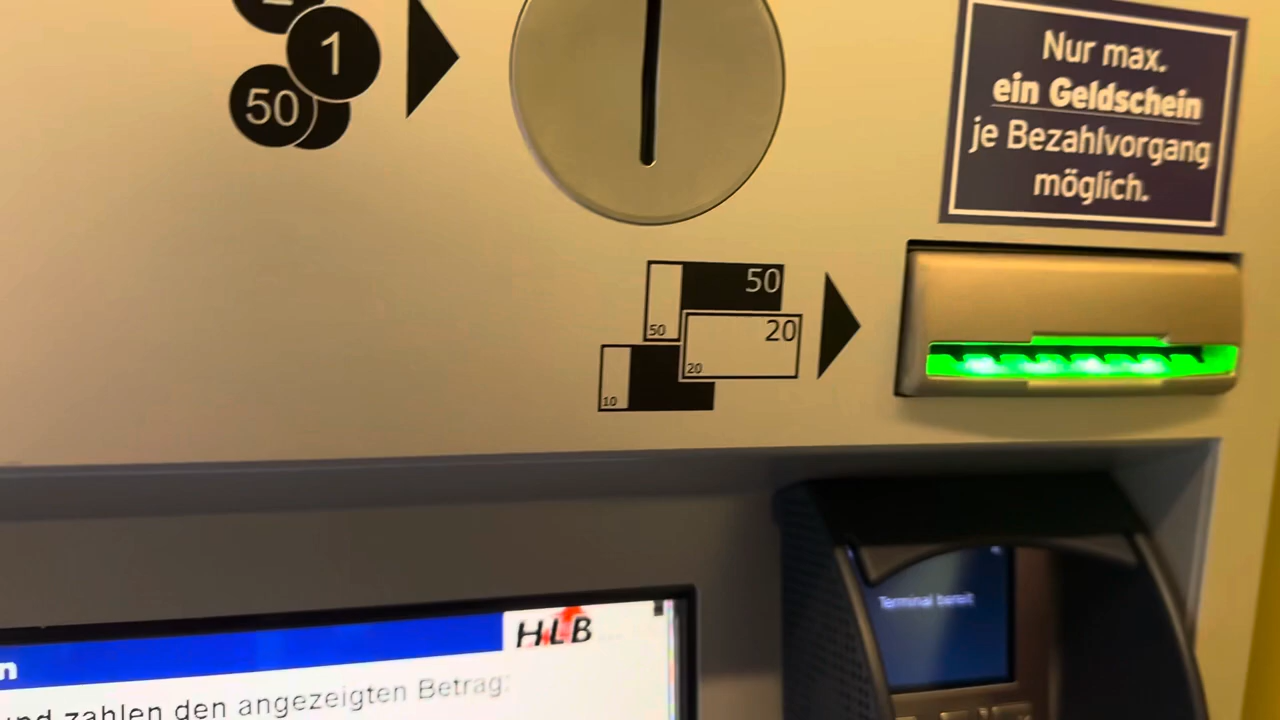 1
50
Nur max.
ein Geldschein
je Bezahlvorgang
möglich.
50
50
20
20
10
Terminal bereit
HLB
n
und zahlen den angezeigten Betrag: